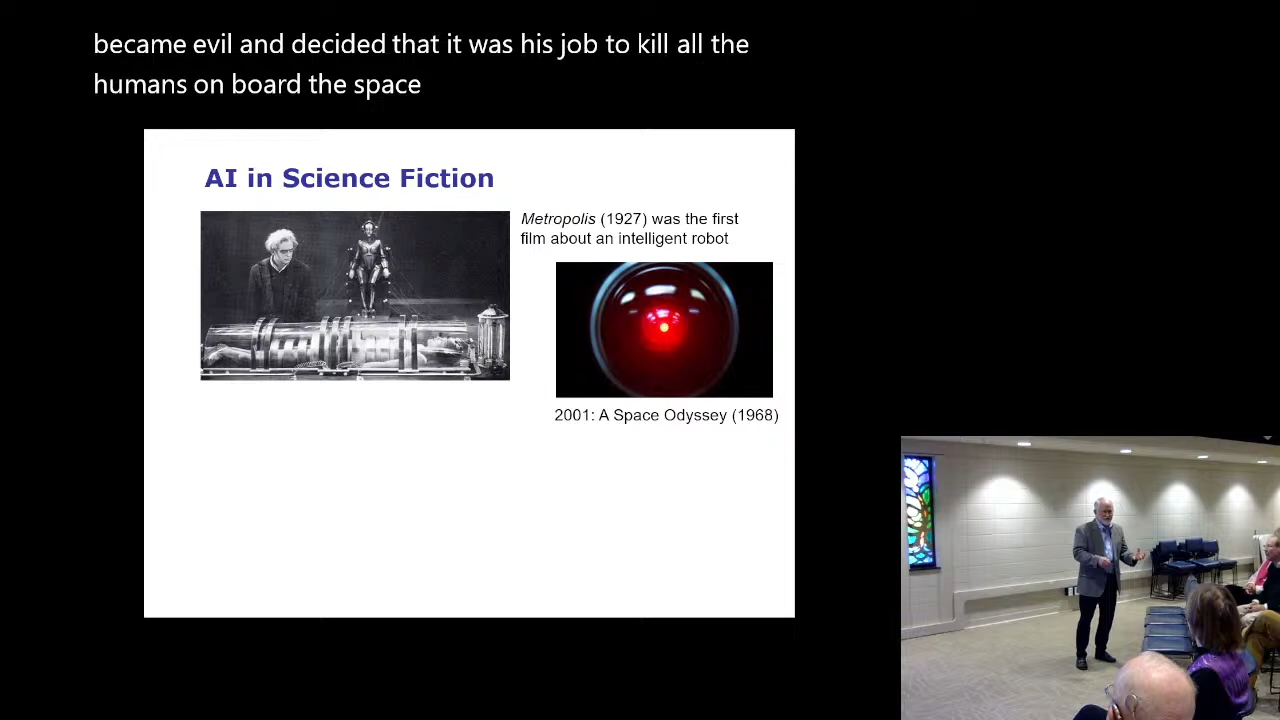 became evil and decided that it was his job to kill all the
humans on board the space
AI in Science Fiction
Metropolis (1927) was the first
film about an intelligent robot
2001: A Space Odyssey (1968)